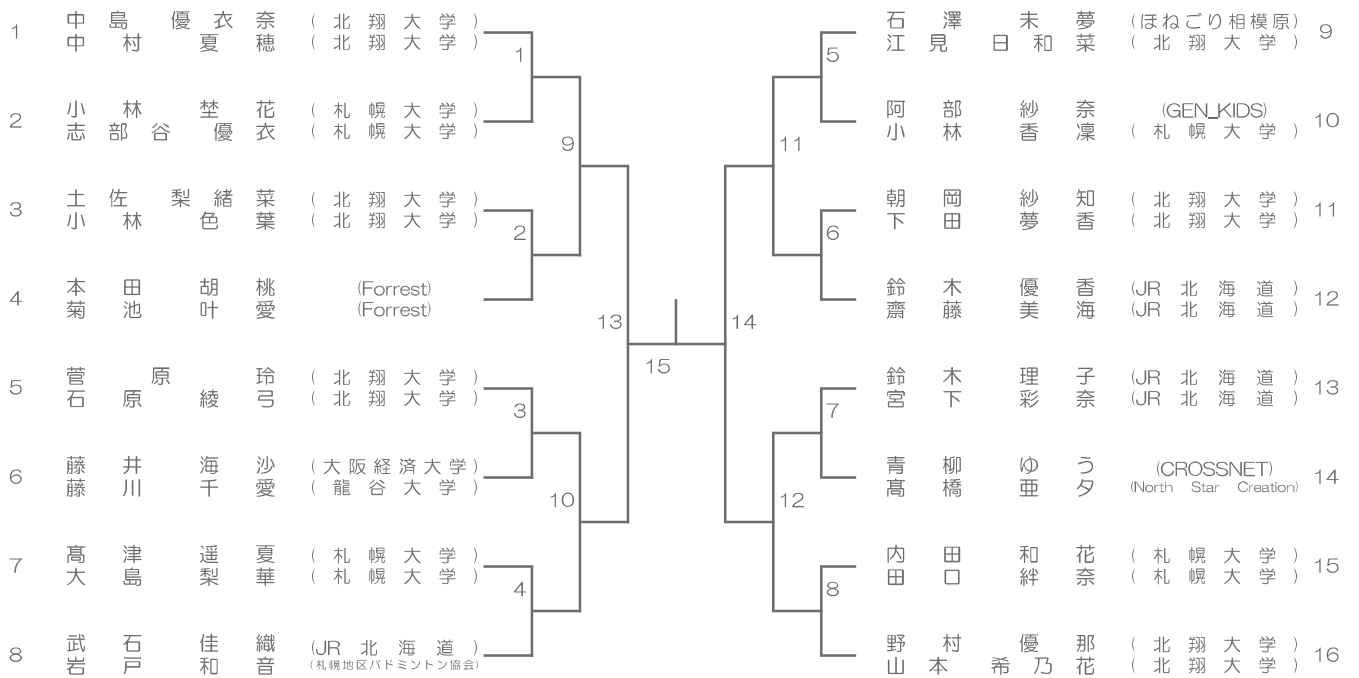 1 中島 優衣奈 (北翔大学)
中村 夏穂 (北翔大学)
2 小林 埜花 (札幌大学)
志部谷 優衣 (札幌大学)
3 土佐 梨緒菜 (北翔大学)
小林 色葉 (北翔大学)
4 本田 胡桃 (Forrest)
菊池 叶愛 (Forrest)
5 菅原 玲 (北翔大学)
石原 綾弓 (北翔大学)
6 藤井 海沙 (大阪経済大学)
藤川 千愛 (龍谷大学)
7 髙津 遥夏 (札幌大学)
大島 梨華 (札幌大学)
8 武石 佳織 (JR北海道)
岩戸 和音 (札幌地区バドミントン協会)
1
9
2
13
3
10
4
15
5
11
6
14
7
12
8
石澤 未夢 (ほねごり相模原) 9
江見 日和菜 (北翔大学)
阿部 紗奈 (GEN_KIDS) 10
小林 香凜 (札幌大学)
朝岡 紗知 (北翔大学) 11
下田 夢香 (北翔大学)
鈴木 優香 (JR北海道) 12
齋藤 美海 (JR北海道)
鈴木 理子 (JR北海道) 13
宮下 彩奈 (JR北海道)
青柳 ゆう (CROSSNET) 14
髙橋 亜夕 (North Star Creation)
内田 和花 (札幌大学) 15
田口 絆奈 (札幌大学)
野村 優那 (北翔大学) 16
山本 希乃花 (北翔大学)